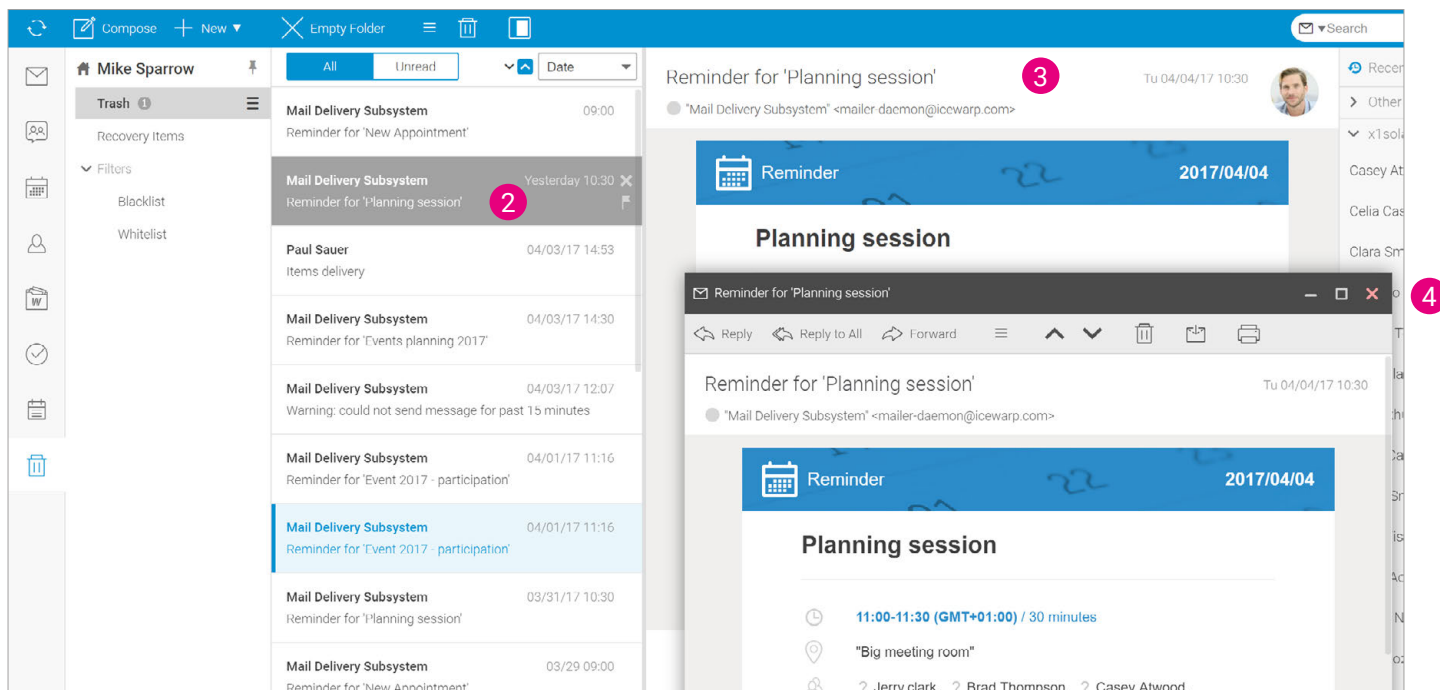 Compose New Empty Folder Search
Mike Sparrow
Trash 1
Recovery Items
Filters
Blacklist
Whitelist
W
All Unread Date
Mail Delivery Subsystem 09:00
Reminder for 'New Appointment'
Mail Delivery Subsystem Yesterday 10:30
Reminder for 'Planning session'
2
Paul Sauer 04/03/17 14:53
Items delivery
Mail Delivery Subsystem 04/03/17 14:30
Reminder for 'Events planning 2017'
Mail Delivery Subsystem 04/03/17 12:07
Warning: could not send message for past 15 minutes
Mail Delivery Subsystem 04/01/17 11:16
Reminder for 'Event 2017 - participation'
Mail Delivery Subsystem 04/01/17 11:16
Reminder for 'Event 2017 - participation'
Mail Delivery Subsystem 03/31/17 10:30
Reminder for 'Planning session'
Mail Delivery Subsystem 03/29 09:00
Reminder for 'New Appointment'
Reminder for 'Planning session' 3 Tu 04/04/17 10:30
"Mail Delivery Subsystem" <mailer-daemon@icewarp.com>
Reminder 22 2017/04/04
Planning session
Reminder for 'Planning session'
4
Reply Reply to All Forward
Reminder for 'Planning session' Tu 04/04/17 10:30
"Mail Delivery Subsystem" <mailer-daemon@icewarp.com>
Reminder 22 2017/04/04
Planning session
11:00-11:30 (GMT+01:00) / 30 minutes
"Big meeting room"
? Jerry clark ? Brad Thompson ? Casey Atwood
Recer
Other
x1sol
Casey At
Celia Cas
Clara Sm